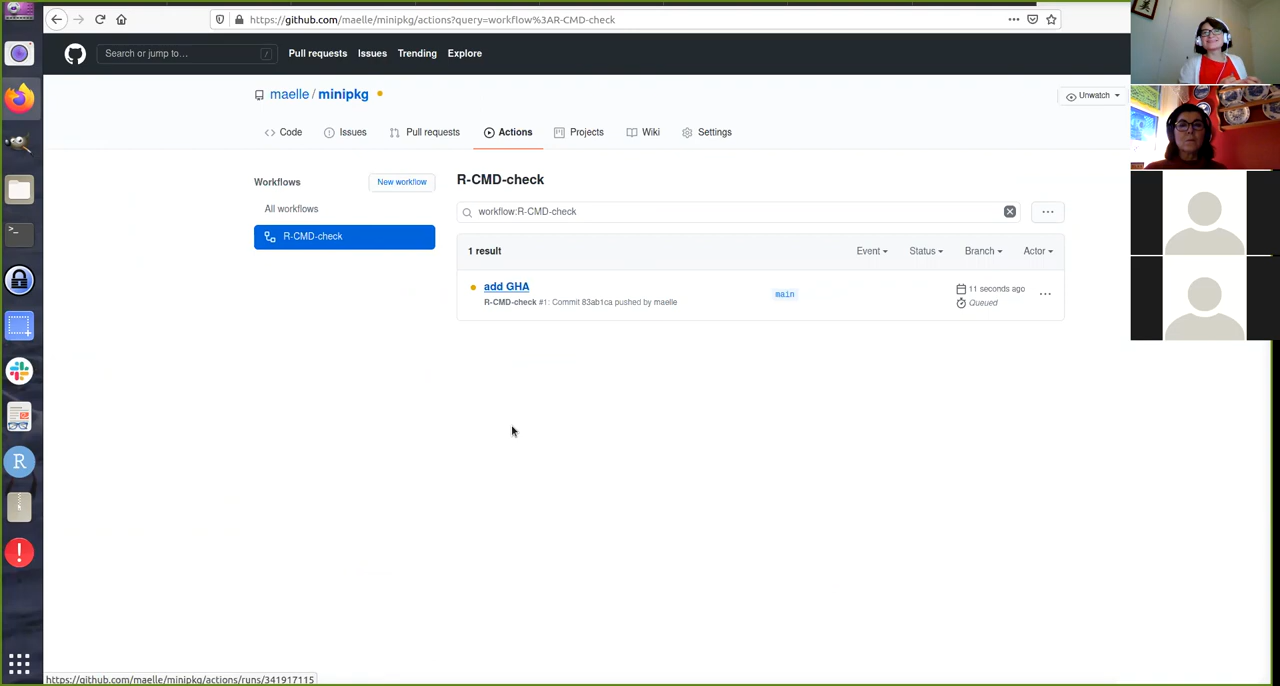 https://github.com/maelle/minipkg/actions?query=workflow%3AR-CMD-check
Search or jump to…
/
Pull requests
Issues
Trending
Explore
maelle / minipkg
Unwatch
Code
Issues
Pull requests
Actions
Projects
Wiki
Settings
Workflows
New workflow
All workflows
R-CMD-check
R-CMD-check
workflow:R-CMD-check
1 result
Event
Status
Branch
Actor
add GHA
R-CMD-check #1: Commit 83ab1ca pushed by maelle
main
11 seconds ago
Queued
R
https://github.com/maelle/minipkg/actions/runs/341917115